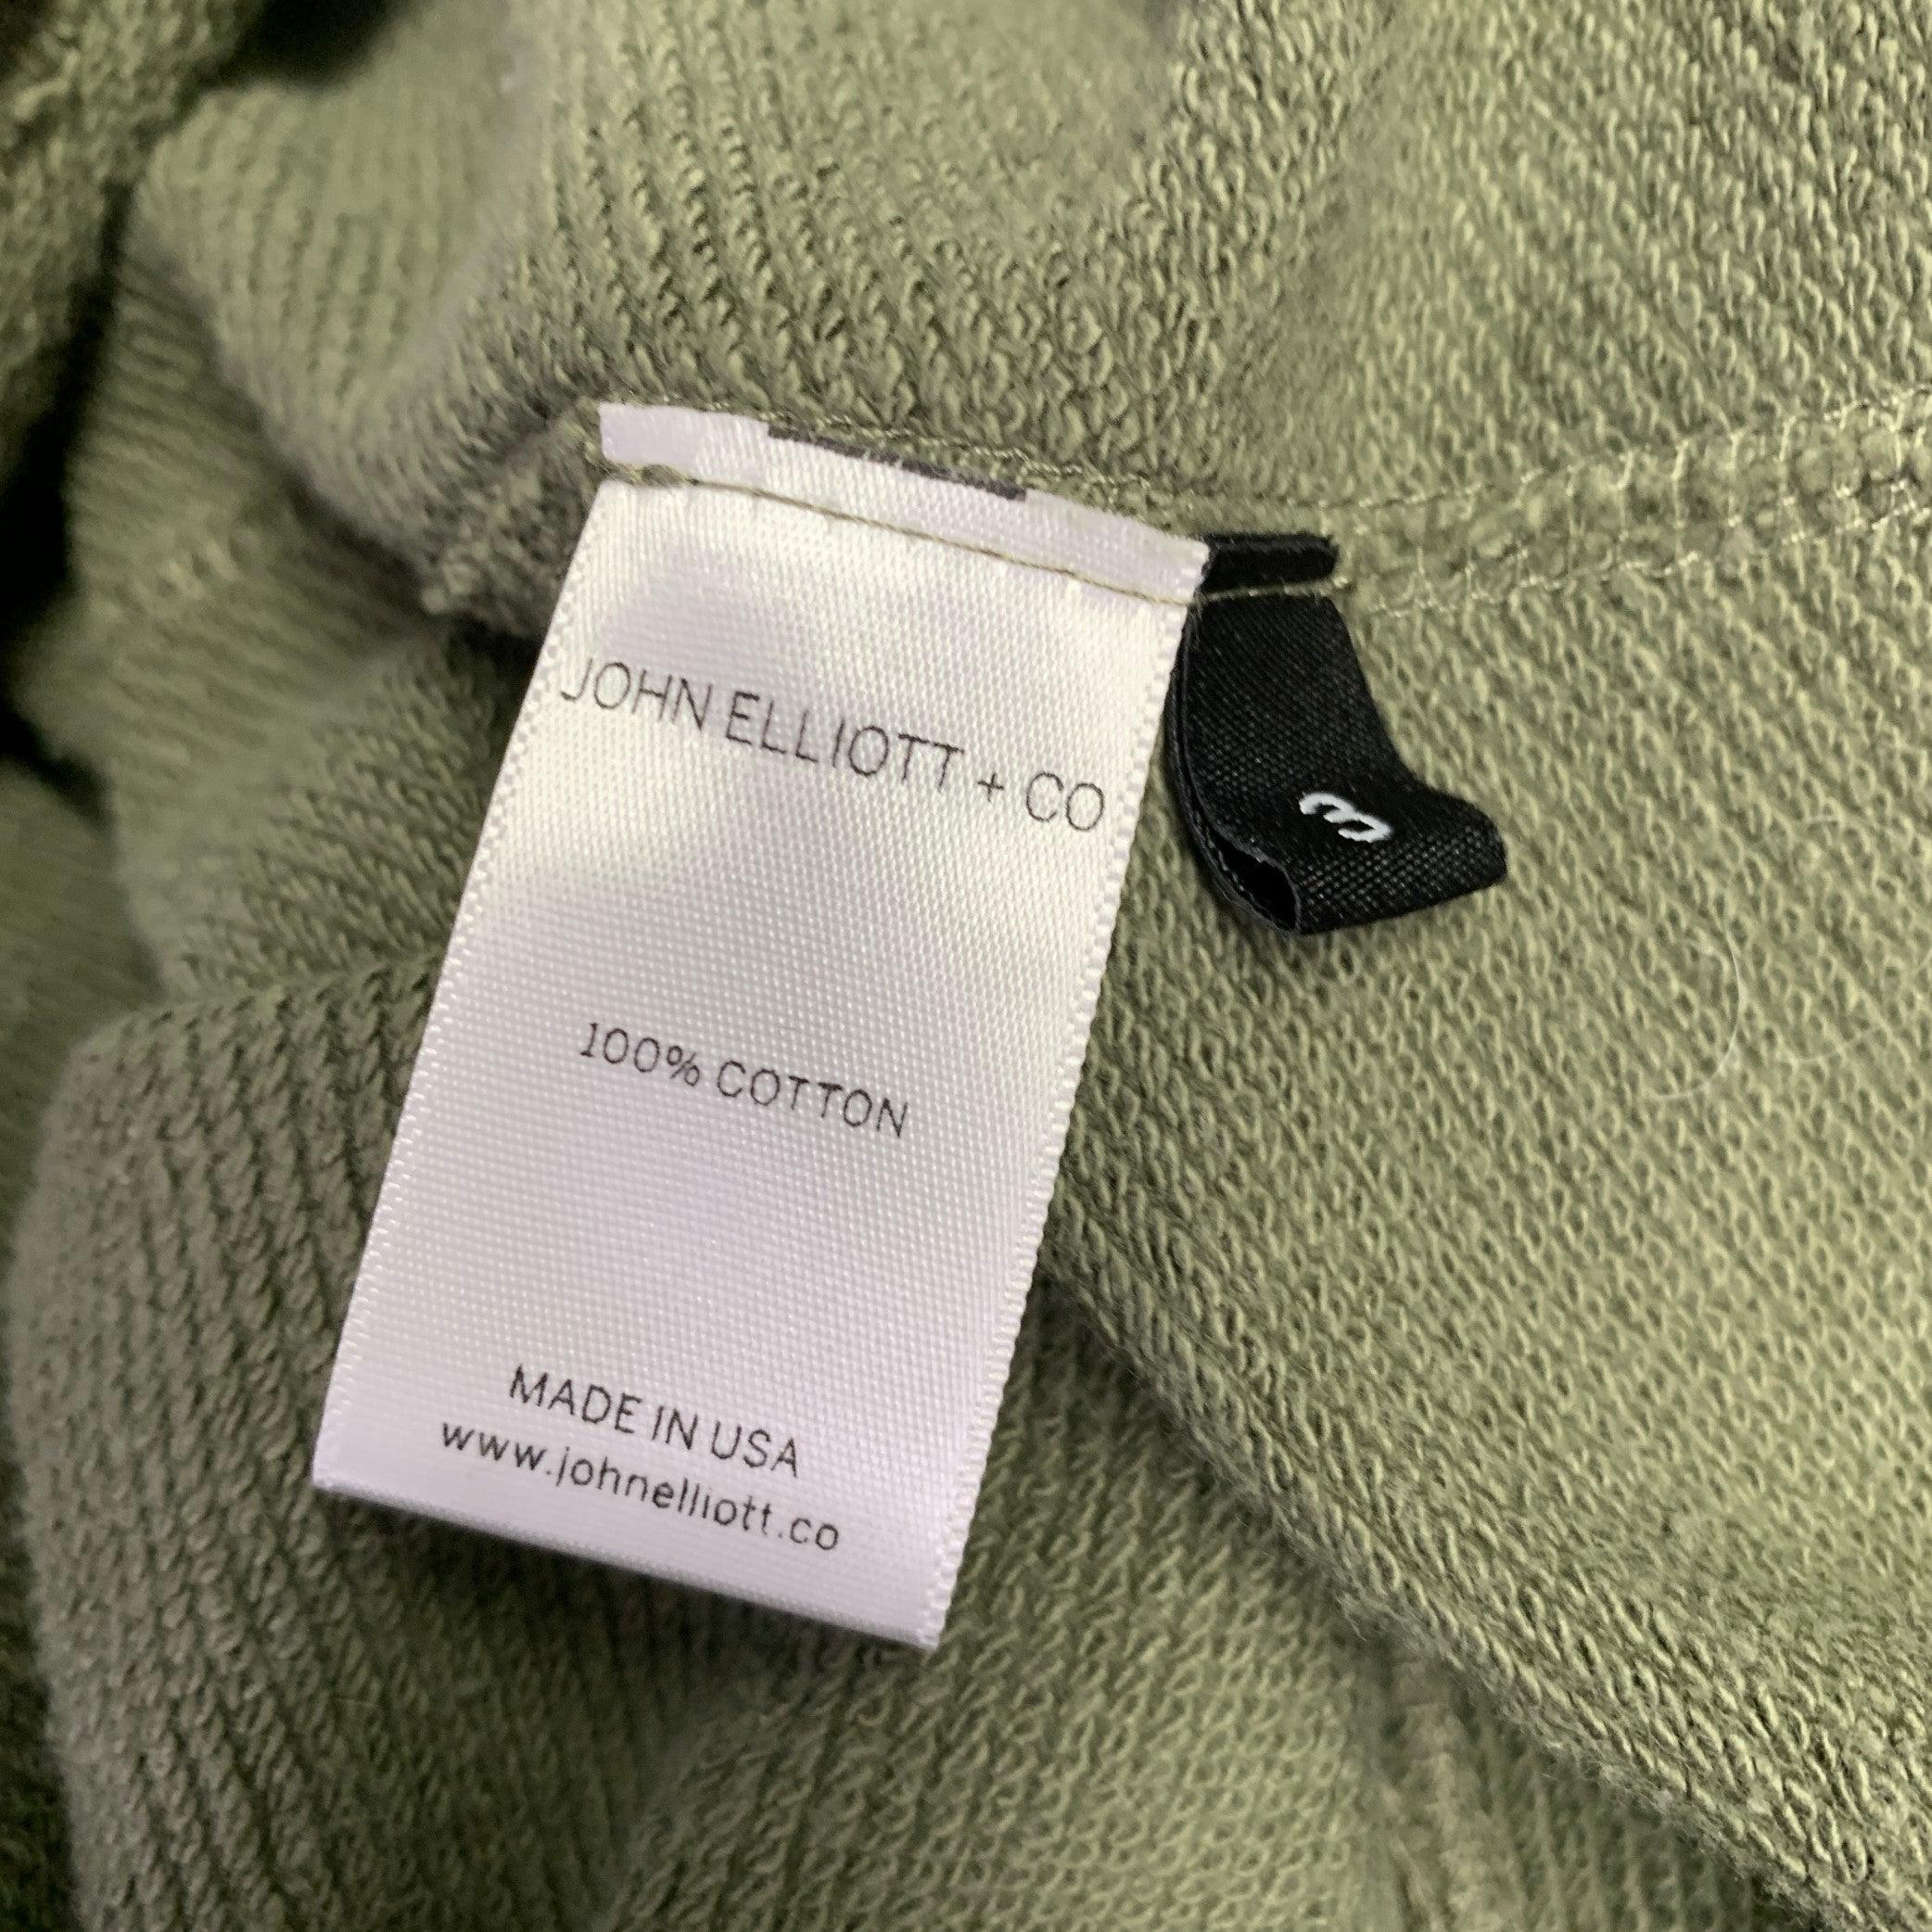 JOHN ELLIOTT + CO
3
100% COTTON
MADE IN USA
www.johnelliott.co